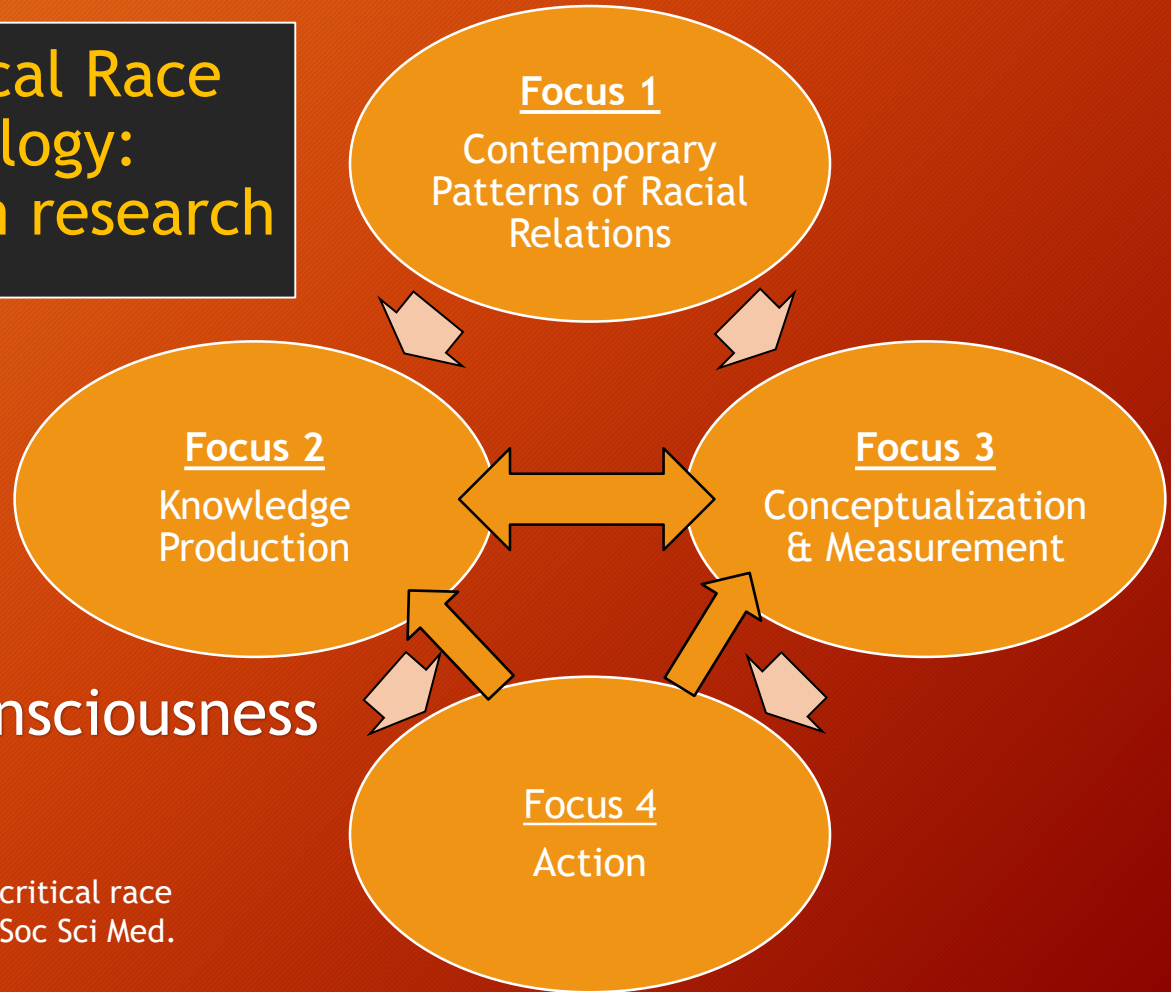 cal Race
logy:
n research
Focus 1
Contemporary
Patterns of Racial
Relations
Focus 2
Knowledge
Production
Focus 3
Conceptualization
& Measurement
nsciousness
Focus 4
Action
critical race
Soc Sci Med.